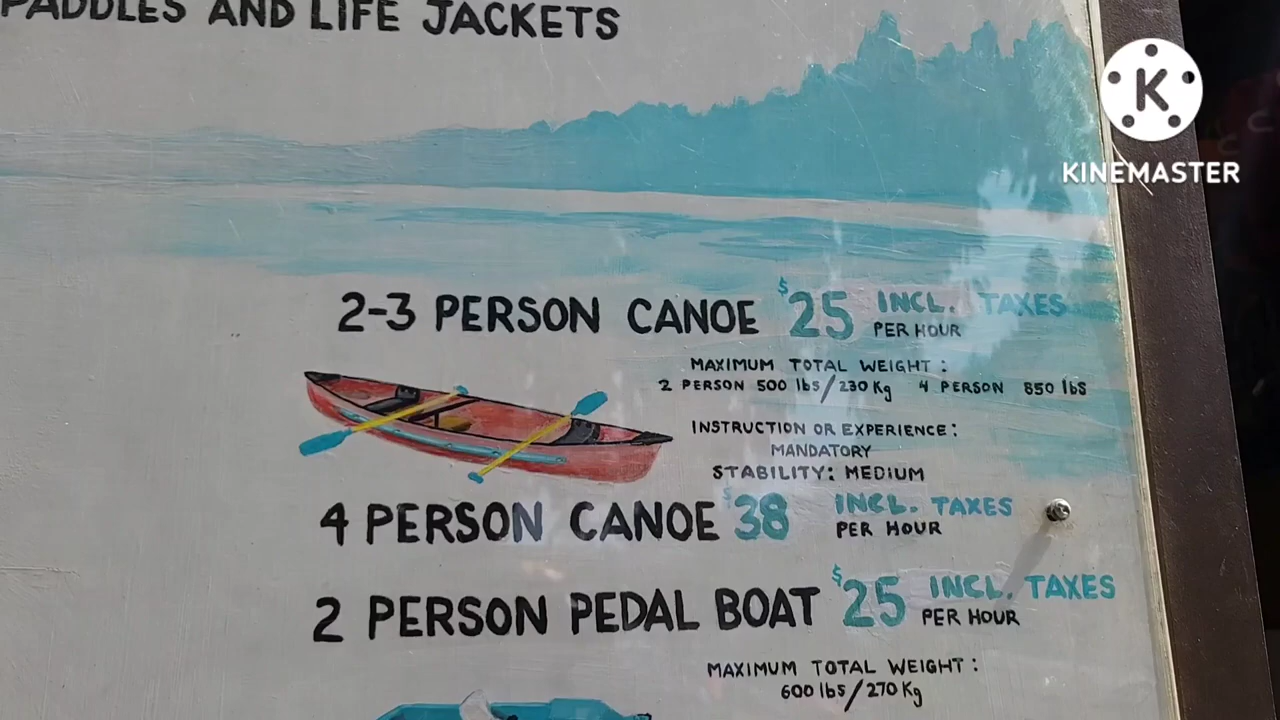 PADDLES AND LIFE JACKETS
K
KINEMASTER
2-3 PERSON CANOE $25 INCL. TAXES
PER HOUR
MAXIMUM TOTAL WEIGHT:
2 PERSON 500 lbs/230 Kg 4 PERSON 850 lbs
INSTRUCTION OR EXPERIENCE:
MANDATORY
STABILITY: MEDIUM
4 PERSON CANOE $38 INCL. TAXES
PER HOUR
2 PERSON PEDAL BOAT $25 INCL. TAXES
PER HOUR
MAXIMUM TOTAL WEIGHT:
600 lbs/270 Kg